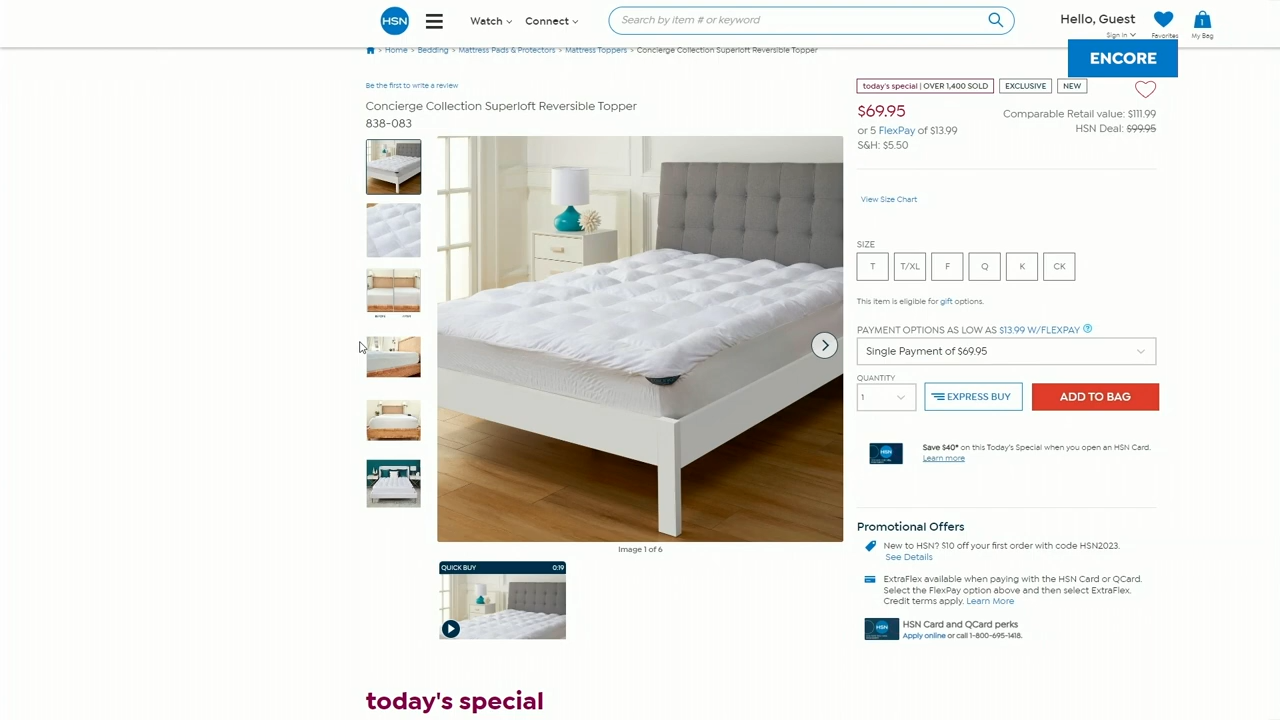 HSN
Watch
Connect
Search by item # or keyword
Hello, Guest
Sign In
Favorites
1
My Bag
ENCORE
> Home > Bedding > Mattress Pads & Protectors > Mattress Toppers > Concierge Collection Superloft Reversible Topper
Be the first to write a review
Concierge Collection Superloft Reversible Topper
838-083
today's special | OVER 1,400 SOLD
EXCLUSIVE
NEW
$69.95
Comparable Retail value: $111.99
or 5 FlexPay of $13.99
HSN Deal: $99.95
S&H: $5.50
View Size Chart
SIZE
T T/XL F Q K CK
This item is eligible for gift options.
PAYMENT OPTIONS AS LOW AS $13.99 W/FLEXPAY ?
Single Payment of $69.95
QUANTITY
1
EXPRESS BUY
ADD TO BAG
HSN
Save $40* on this Today's Special when you open an HSN Card.
Learn more
Promotional Offers
New to HSN? $10 off your first order with code HSN2023.
See Details
ExtraFlex available when paying with the HSN Card or QCard.
Select the FlexPay option above and then select ExtraFlex.
Credit terms apply. Learn More
HSN
HSN Card and QCard perks
Apply online or call 1-800-695-1418.
Image 1 of 6
QUICK BUY 0:19
today's special